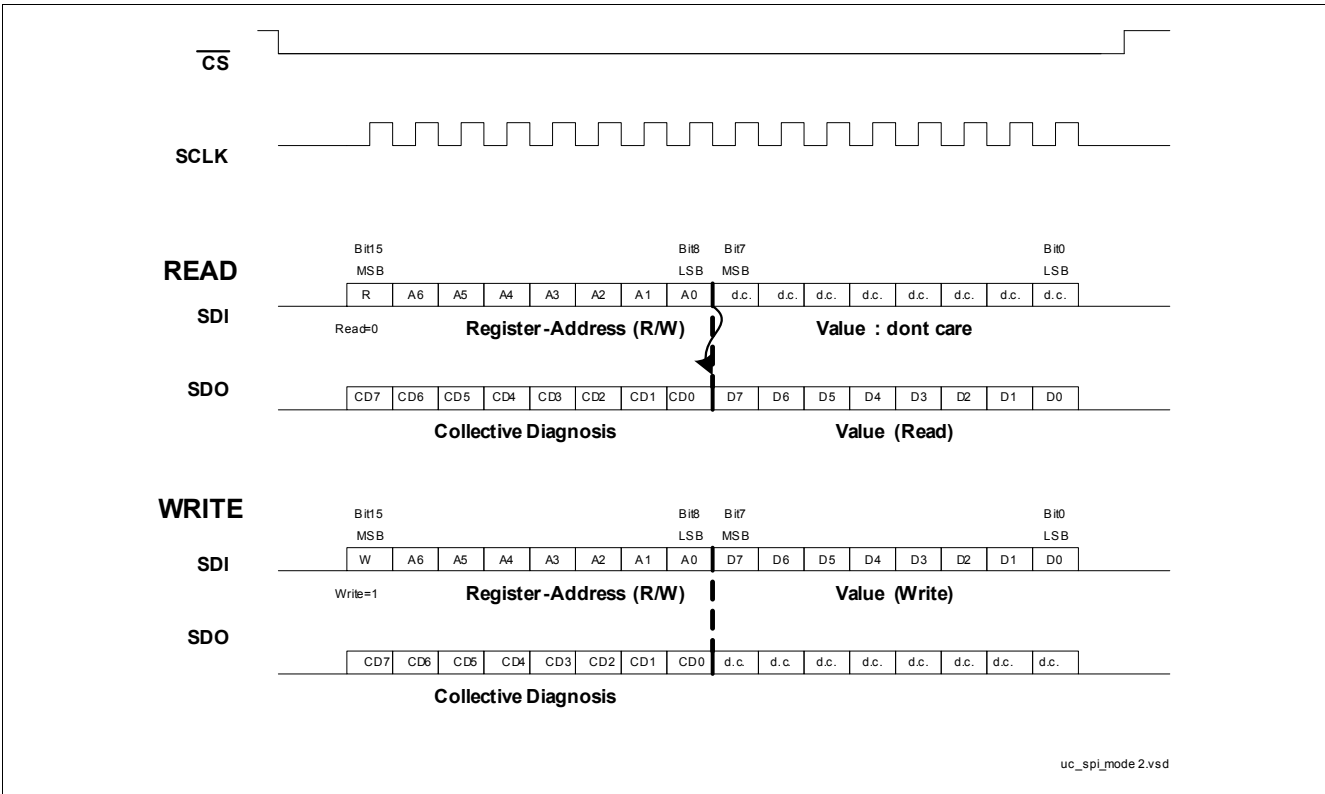 CS
SCLK
Bit15 Bit8 Bit7 Bit0
READ MSB LSB MSB LSB
R A6 A5 A4 A3 A2 A1 A0 d.c. d.c. d.c. d.c. d.c. d.c. d.c. d.c.
SDI
Read=0 Register-Address (R/W) Value : dont care
SDO
CD7 CD6 CD5 CD4 CD3 CD2 CD1 CD0 D7 D6 D5 D4 D3 D2 D1 D0
Collective Diagnosis Value (Read)
WRITE Bit15 Bit8 Bit7 Bit0
MSB LSB MSB LSB
SDI W A6 A5 A4 A3 A2 A1 A0 D7 D6 D5 D4 D3 D2 D1 D0
Write=1 Register-Address (R/W) Value (Write)
SDO
CD7 CD6 CD5 CD4 CD3 CD2 CD1 CD0 d.c. d.c. d.c. d.c. d.c. d.c. d.c. d.c.
Collective Diagnosis
uc_spi_mode 2.vsd